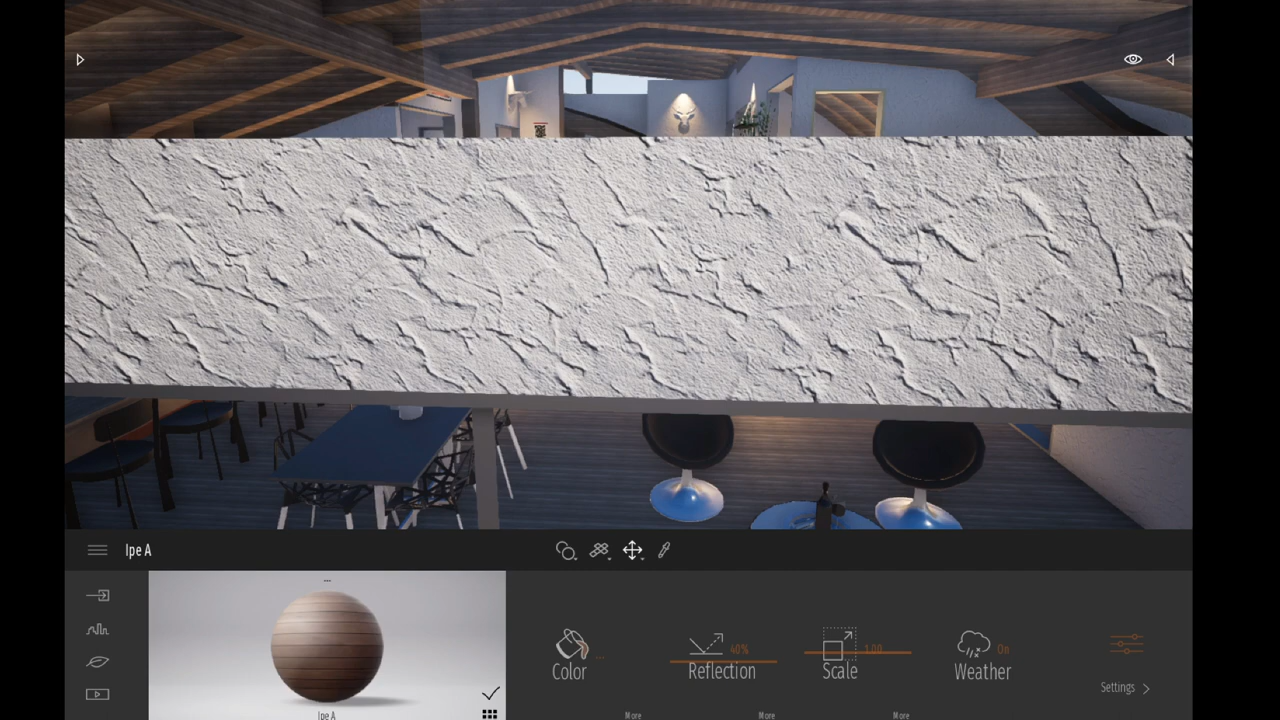 Ipe A
40%
1.00
On
...
Color
Reflection
Scale
Weather
Settings
...
Ipe A
More
More
More